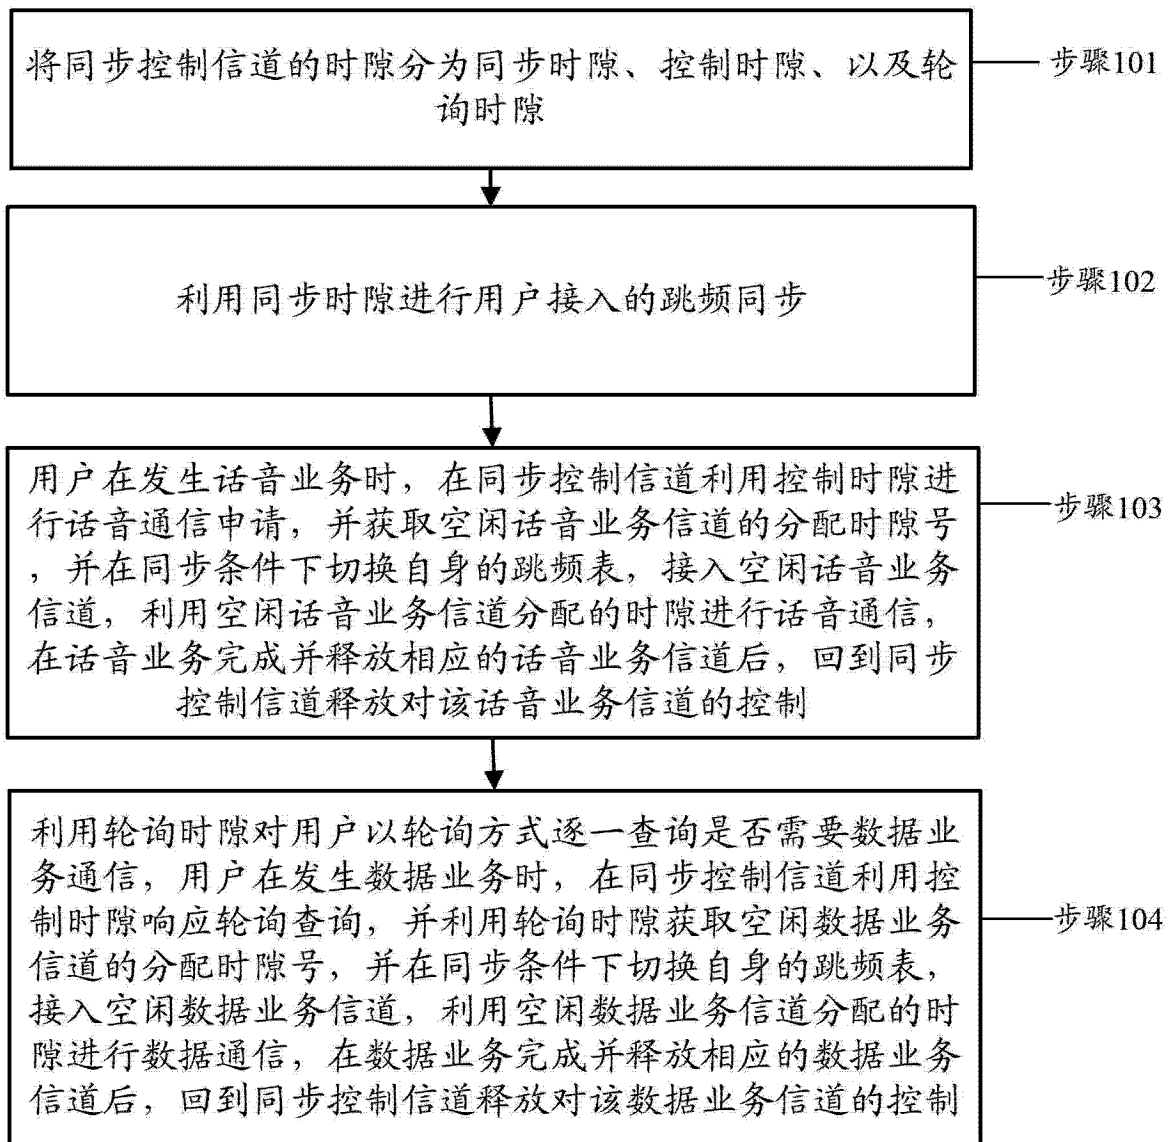 将同步控制信道的时隙分为同步时隙、控制时隙、以及轮
询时隙
步骤101
利用同步时隙进行用户接入的跳频同步
步骤102
用户在发生话音业务时，在同步控制信道利用控制时隙进
行话音通信申请，并获取空闲话音业务信道的分配时隙号
，并在同步条件下切换自身的跳频表，接入空闲话音业务
信道，利用空闲话音业务信道分配的时隙进行话音通信，
在话音业务完成并释放相应的话音业务信道后，回到同步
控制信道释放对该话音业务信道的控制
步骤103
利用轮询时隙对用户以轮询方式逐一查询是否需要数据业
务通信，用户在发生数据业务时，在同步控制信道利用控
制时隙响应轮询查询，并利用轮询时隙获取空闲数据业务
信道的分配时隙号，并在同步条件下切换自身的跳频表，
接入空闲数据业务信道，利用空闲数据业务信道分配的时
隙进行数据通信，在数据业务完成并释放相应的数据业务
信道后，回到同步控制信道释放对该数据业务信道的控制
步骤104